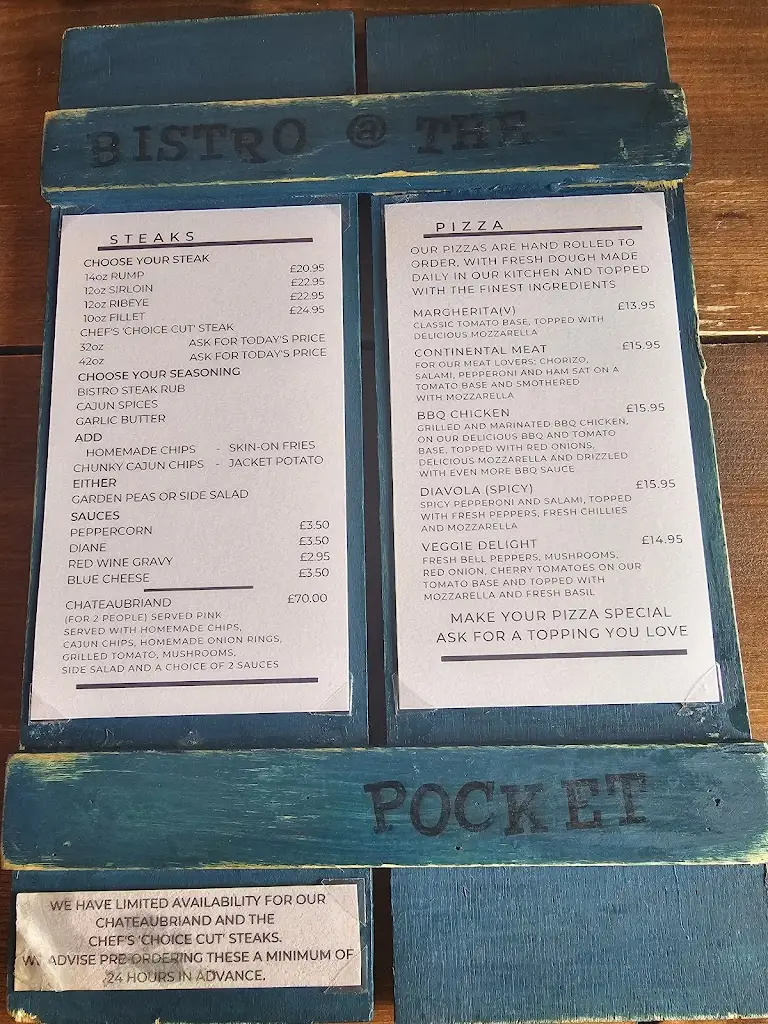 BISTRO @ THE
STEAKS
CHOOSE YOUR STEAK
14oz RUMP £20.95
12oz SIRLOIN £22.95
12oz RIBEYE £22.95
10oz FILLET £24.95
CHEF'S 'CHOICE CUT' STEAK
32oz ASK FOR TODAY'S PRICE
42oz ASK FOR TODAY'S PRICE
CHOOSE YOUR SEASONING
BISTRO STEAK RUB
CAJUN SPICES
GARLIC BUTTER
ADD
HOMEMADE CHIPS - SKIN-ON FRIES
CHUNKY CAJUN CHIPS - JACKET POTATO
EITHER
GARDEN PEAS OR SIDE SALAD
SAUCES
PEPPERCORN £3.50
DIANE £3.50
RED WINE GRAVY £2.95
BLUE CHEESE £3.50
CHATEAUBRIAND £70.00
(FOR 2 PEOPLE) SERVED PINK
SERVED WITH HOMEMADE CHIPS,
CAJUN CHIPS, HOMEMADE ONION RINGS,
GRILLED TOMATO, MUSHROOMS,
SIDE SALAD AND A CHOICE OF 2 SAUCES
PIZZA
OUR PIZZAS ARE HAND ROLLED TO
ORDER, WITH FRESH DOUGH MADE
DAILY IN OUR KITCHEN AND TOPPED
WITH THE FINEST INGREDIENTS
MARGHERITA(V) £13.95
CLASSIC TOMATO BASE, TOPPED WITH
DELICIOUS MOZZARELLA
CONTINENTAL MEAT £15.95
FOR OUR MEAT LOVERS; CHORIZO,
SALAMI, PEPPERONI AND HAM SAT ON A
TOMATO BASE AND SMOTHERED
WITH MOZZARELLA
BBQ CHICKEN £15.95
GRILLED AND MARINATED BBQ CHICKEN,
ON OUR DELICIOUS BBQ AND TOMATO
BASE, TOPPED WITH RED ONIONS,
DELICIOUS MOZZARELLA AND DRIZZLED
WITH EVEN MORE BBQ SAUCE
DIAVOLA (SPICY) £15.95
SPICY PEPPERONI AND SALAMI, TOPPED
WITH FRESH PEPPERS, FRESH CHILLIES
AND MOZZARELLA
VEGGIE DELIGHT £14.95
FRESH BELL PEPPERS, MUSHROOMS,
RED ONION, CHERRY TOMATOES ON OUR
TOMATO BASE AND TOPPED WITH
MOZZARELLA AND FRESH BASIL
MAKE YOUR PIZZA SPECIAL
ASK FOR A TOPPING YOU LOVE
POCKET
WE HAVE LIMITED AVAILABILITY FOR OUR
CHATEAUBRIAND AND THE
CHEF'S 'CHOICE CUT' STEAKS.
WE ADVISE PRE-ORDERING THESE A MINIMUM OF
24 HOURS IN ADVANCE.